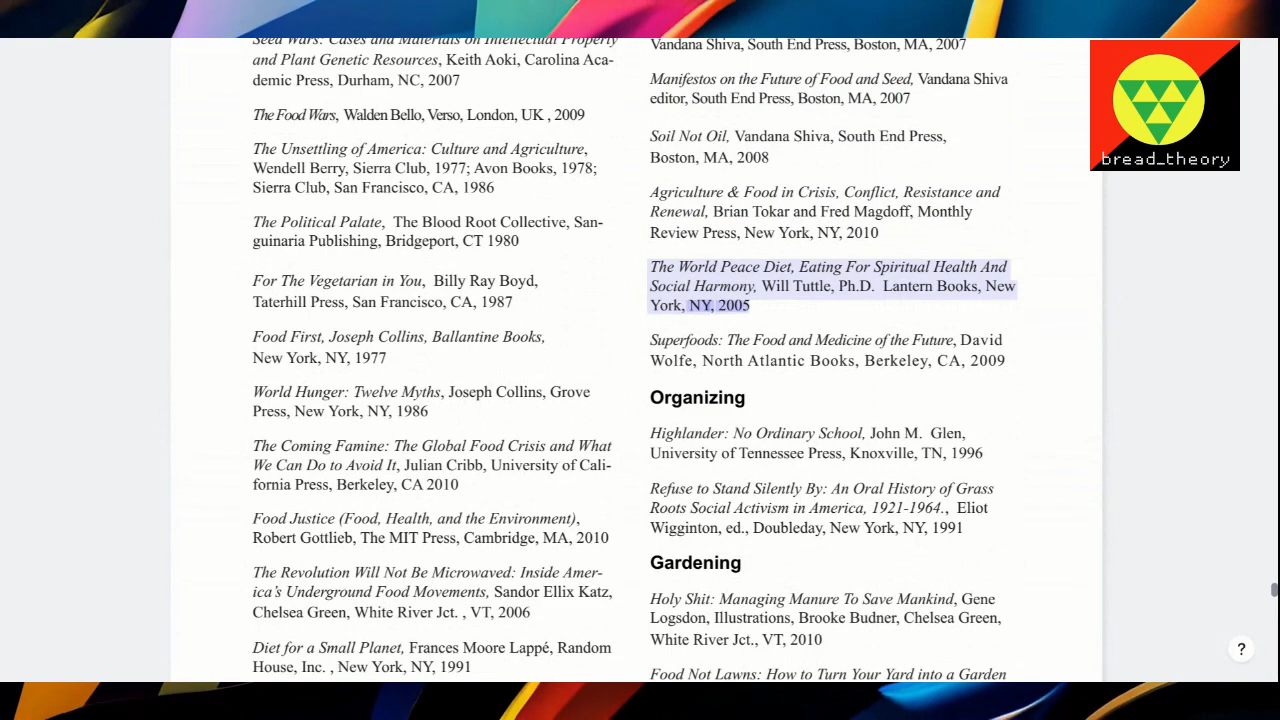 Seed Wars: Cases and Materials on Intellectual Property
and Plant Genetic Resources, Keith Aoki, Carolina Aca-
demic Press, Durham, NC, 2007
The Food Wars, Walden Bello, Verso, London, UK , 2009
The Unsettling of America: Culture and Agriculture,
Wendell Berry, Sierra Club, 1977; Avon Books, 1978;
Sierra Club, San Francisco, CA, 1986
The Political Palate, The Blood Root Collective, San-
guinaria Publishing, Bridgeport, CT 1980
For The Vegetarian in You, Billy Ray Boyd,
Taterhill Press, San Francisco, CA, 1987
Food First, Joseph Collins, Ballantine Books,
New York, NY, 1977
World Hunger: Twelve Myths, Joseph Collins, Grove
Press, New York, NY, 1986
The Coming Famine: The Global Food Crisis and What
We Can Do to Avoid It, Julian Cribb, University of Cali-
fornia Press, Berkeley, CA 2010
Food Justice (Food, Health, and the Environment),
Robert Gottlieb, The MIT Press, Cambridge, MA, 2010
The Revolution Will Not Be Microwaved: Inside Amer-
ica’s Underground Food Movements, Sandor Ellix Katz,
Chelsea Green, White River Jct. , VT, 2006
Diet for a Small Planet, Frances Moore Lappé, Random
House, Inc. , New York, NY, 1991
Vandana Shiva, South End Press, Boston, MA, 2007
Manifestos on the Future of Food and Seed, Vandana Shiva
editor, South End Press, Boston, MA, 2007
Soil Not Oil, Vandana Shiva, South End Press,
Boston, MA, 2008
Agriculture & Food in Crisis, Conflict, Resistance and
Renewal, Brian Tokar and Fred Magdoff, Monthly
Review Press, New York, NY, 2010
The World Peace Diet, Eating For Spiritual Health And
Social Harmony, Will Tuttle, Ph.D. Lantern Books, New
York, NY, 2005
Superfoods: The Food and Medicine of the Future, David
Wolfe, North Atlantic Books, Berkeley, CA, 2009
Organizing
Highlander: No Ordinary School, John M. Glen,
University of Tennessee Press, Knoxville, TN, 1996
Refuse to Stand Silently By: An Oral History of Grass
Roots Social Activism in America, 1921-1964., Eliot
Wigginton, ed., Doubleday, New York, NY, 1991
Gardening
Holy Shit: Managing Manure To Save Mankind, Gene
Logsdon, Illustrations, Brooke Budner, Chelsea Green,
White River Jct., VT, 2010
Food Not Lawns: How to Turn Your Yard into a Garden
bread_theory
?